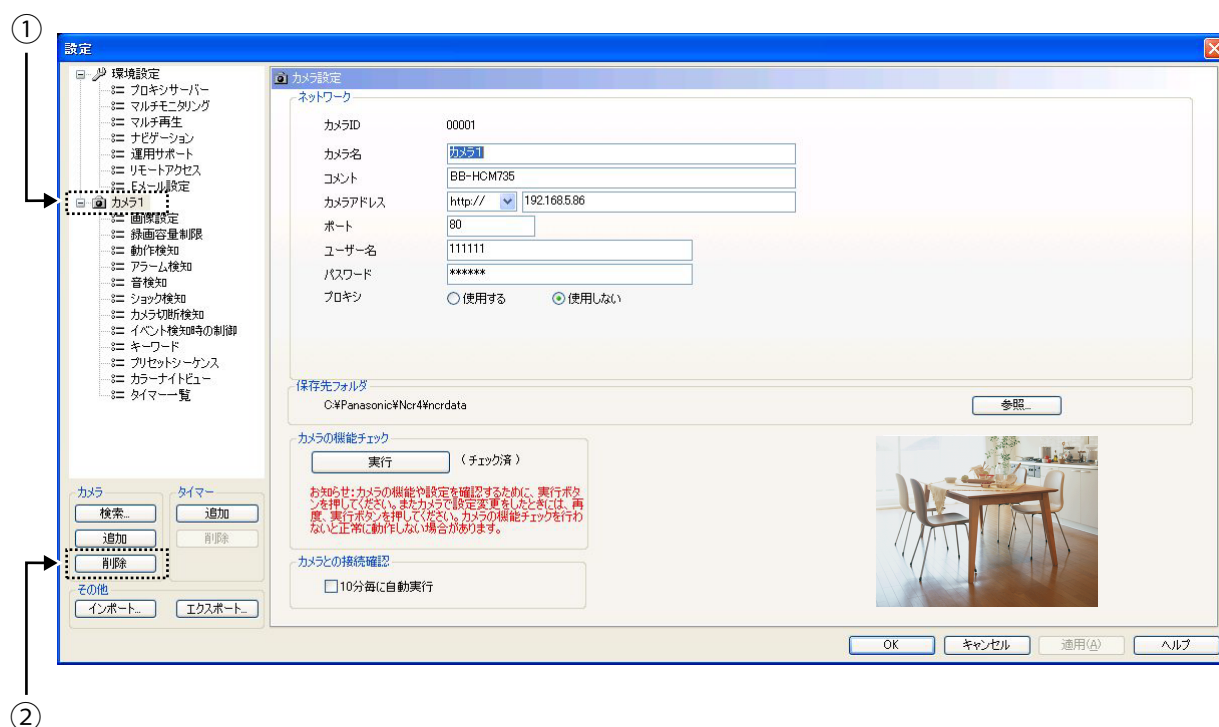 ①
設定
環境設定
プロキシサーバー
マルチモニタリング
マルチ再生
ナビゲーション
運用サポート
リモートアクセス
Eメール設定
カメラ1
画像設定
録画容量制限
動作検知
アラーム検知
音検知
ショック検知
カメラ切断検知
イベント検知時の制御
キーワード
プリセットシーケンス
カラーナイトビュー
タイマー一覧
カメラ
検索...
追加
削除
タイマー
追加
削除
その他
インポート...
エクスポート...
カメラ設定
ネットワーク
カメラID 00001
カメラ名 カメラ1
コメント BB-HCM735
カメラアドレス http:// 192.168.5.86
ポート 80
ユーザー名 111111
パスワード ******
プロキシ 使用する 使用しない
保存先フォルダ
C:¥Panasonic¥Ncr4¥ncrdata 参照...
カメラの機能チェック
実行 (チェック済)
お知らせ:カメラの機能や設定を確認するために、実行ボタ
ンを押してください。またカメラで設定変更をしたときには、再
度、実行ボタンを押してください。カメラの機能チェックを行わ
ないと正常に動作しない場合があります。
カメラとの接続確認
10分毎に自動実行
OK キャンセル 適用(A) ヘルプ
②